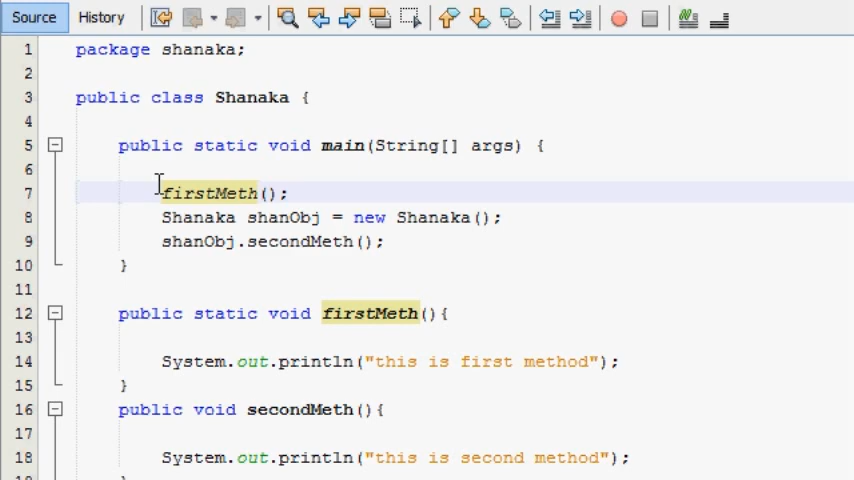 Source History
1 package shanaka;
2
3 public class Shanaka {
4
5 public static void main(String[] args) {
6
7 firstMeth();
8 Shanaka shanObj = new Shanaka();
9 shanObj.secondMeth();
10 }
11
12 public static void firstMeth(){
13
14 System.out.println("this is first method");
15 }
16 public void secondMeth(){
17
18 System.out.println("this is second method");